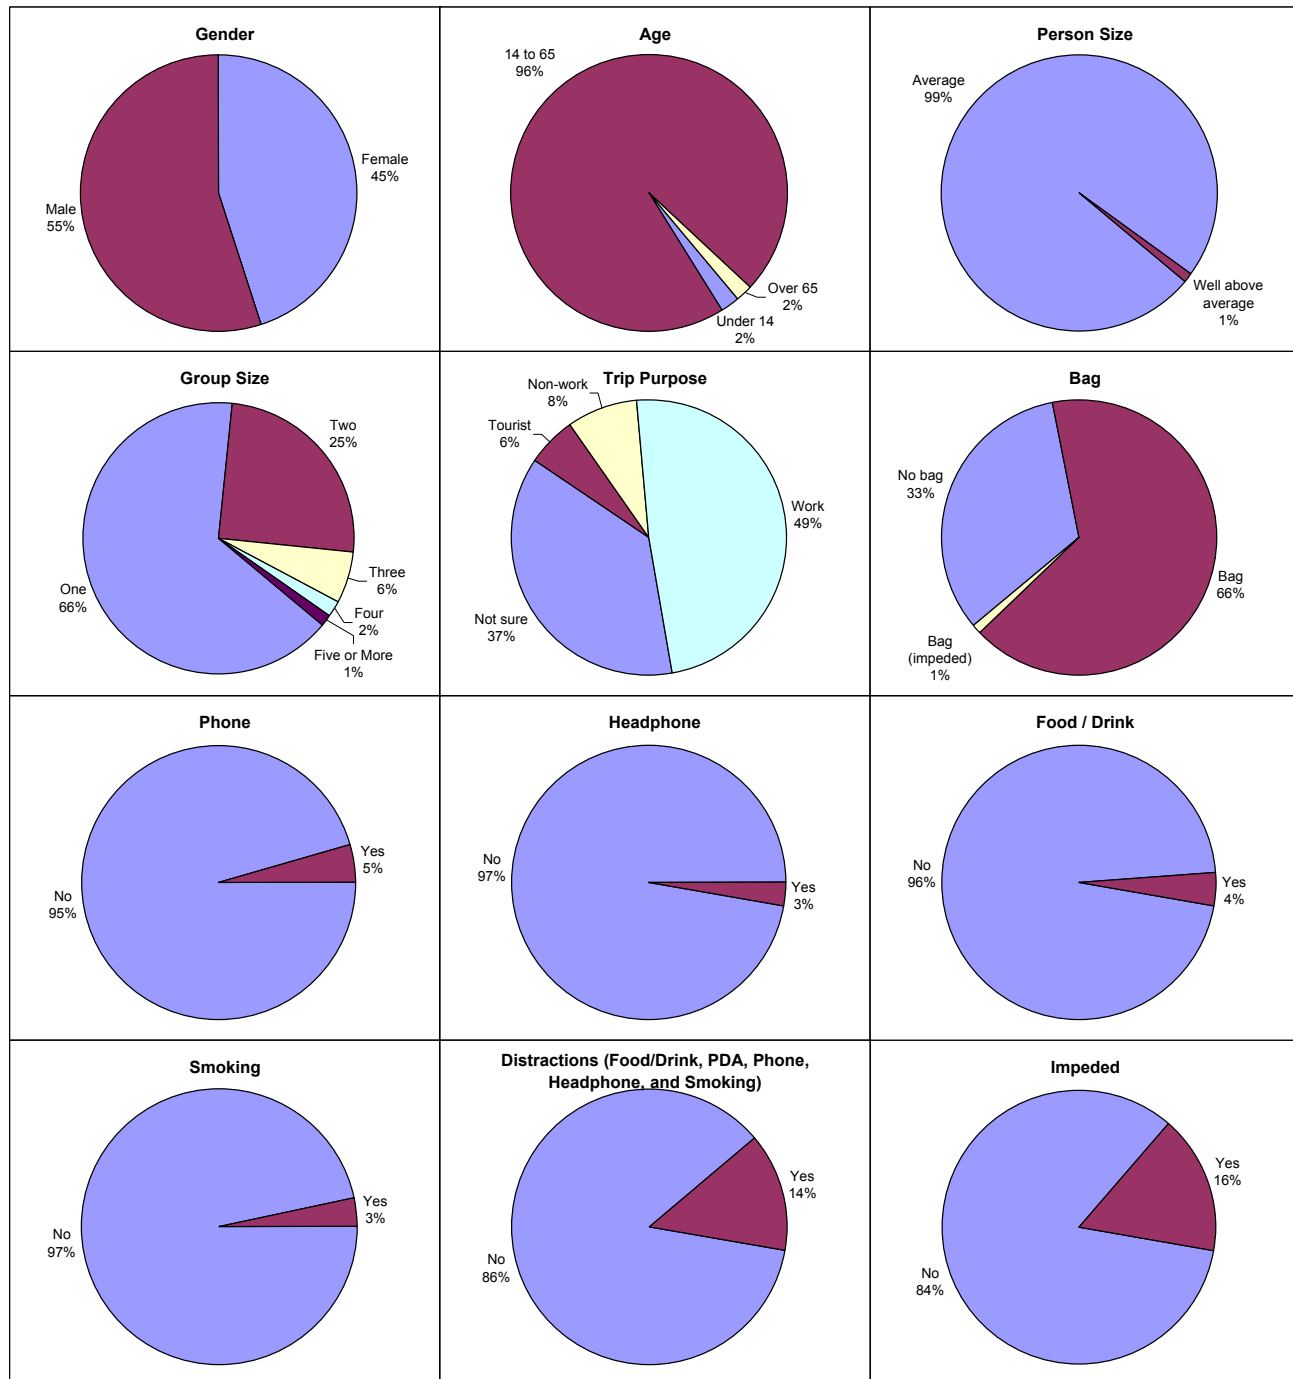 Gender
Female
45%
Male
55%
Age
14 to 65
96%
Over 65
2%
Under 14
2%
Person Size
Average
99%
Well above
average
1%
Group Size
Two
25%
Three
6%
Four
2%
Five or More
1%
One
66%
Trip Purpose
Non-work
8%
Tourist
6%
Work
49%
Not sure
37%
Bag
No bag
33%
Bag
66%
Bag
(impeded)
1%
Phone
Yes
5%
No
95%
Headphone
No
97%
Yes
3%
Food / Drink
No
96%
Yes
4%
Smoking
Yes
3%
No
97%
Distractions (Food/Drink, PDA, Phone,
Headphone, and Smoking)
Yes
14%
No
86%
Impeded
Yes
16%
No
84%